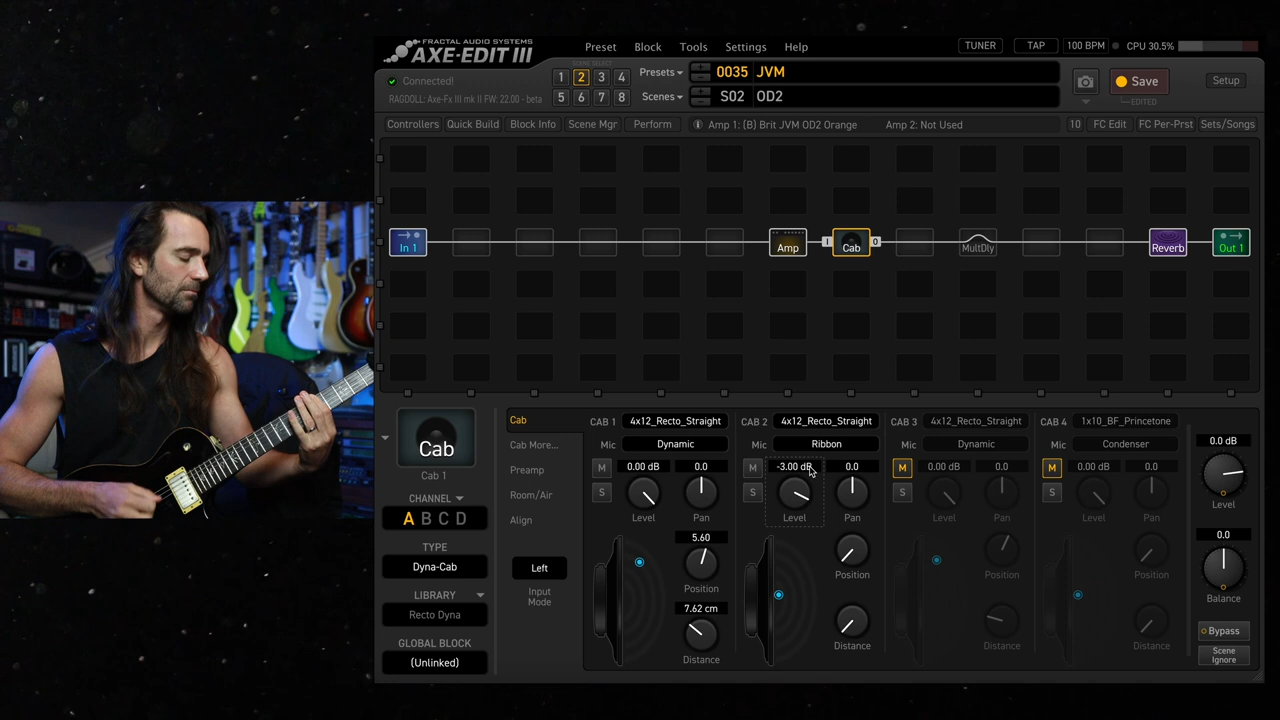 FRACTAL AUDIO SYSTEMS
AXE-EDIT III
Preset Block Tools Settings Help
TUNER TAP 100 BPM CPU 30.5%
Connected!
RAGDOLL: Axe-Fx III mk II FW: 22.00 - beta
SCENE SELECT
1 2 3 4
5 6 7 8
Presets 0035 JVM
Scenes S02 OD2
Save
EDITED
Setup
Controllers Quick Build Block Info Scene Mgr Perform Amp 1: (B) Brit JVM OD2 Orange Amp 2: Not Used 10 FC Edit FC Per-Prst Sets/Songs
In 1 Amp I Cab O MultDly Reverb Out 1
Cab
Cab 1
CHANNEL
A B C D
TYPE
Dyna-Cab
LIBRARY
Recto Dyna
GLOBAL BLOCK
(Unlinked)
Cab
Cab More...
Preamp
Room/Air
Align
Left
Input
Mode
CAB 1 4x12_Recto_Straight
Mic Dynamic
M 0.00 dB 0.0
S
Level Pan
5.60
Position
7.62 cm
Distance
CAB 2 4x12_Recto_Straight
Mic Ribbon
M -3.00 dB 0.0
S
Level Pan
Position
Distance
CAB 3 4x12_Recto_Straight
Mic Dynamic
M 0.00 dB 0.0
S
Level Pan
Position
Distance
CAB 4 1x10_BF_Princetone
Mic Condenser
M 0.00 dB 0.0
S
Level Pan
Position
Distance
0.0 dB
Level
0.0
Balance
Bypass
Scene
Ignore